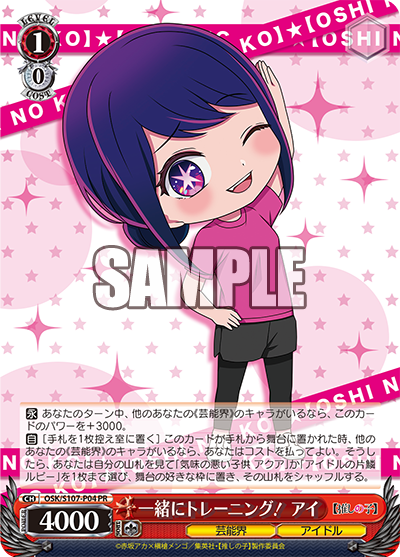 LEVEL
1
0
COST
NO KO】★【OSHI NO KO】★【OSHI
SHI
NO KO
SAMPLE
NO KO】★【OSHI
永 あなたのターン中、他のあなたの《芸能界》のキャラがいるなら、このカー
ドのパワーを+3000。
自 [手札を1枚控え室に置く] このカードが手札から舞台に置かれた時、他の
あなたの《芸能界》のキャラがいるなら、あなたはコストを払ってよい。そうし
たら、あなたは自分の山札を見て「気味の悪い子供 アクア」か「アイドルの片鱗
ルビー」を1枚まで選び、舞台の好きな枠に置き、その山札をシャッフルする。
CH OSK/S107-P04 PR
一緒にトレーニング! アイ
【推しの子】
4000
芸能界
アイドル
©赤坂アカ×横槍メンゴ/集英社・【推しの子】製作委員会